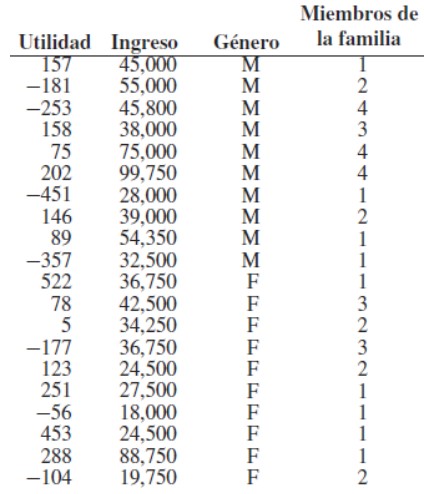 Miembros de
Utilidad Ingreso Género la familia
157 45,000 M 1
−181 55,000 M 2
−253 45,800 M 4
158 38,000 M 3
75 75,000 M 4
202 99,750 M 4
−451 28,000 M 1
146 39,000 M 2
89 54,350 M 1
−357 32,500 M 1
522 36,750 F 1
78 42,500 F 3
5 34,250 F 2
−177 36,750 F 3
123 24,500 F 2
251 27,500 F 1
−56 18,000 F 1
453 24,500 F 1
288 88,750 F 1
−104 19,750 F 2